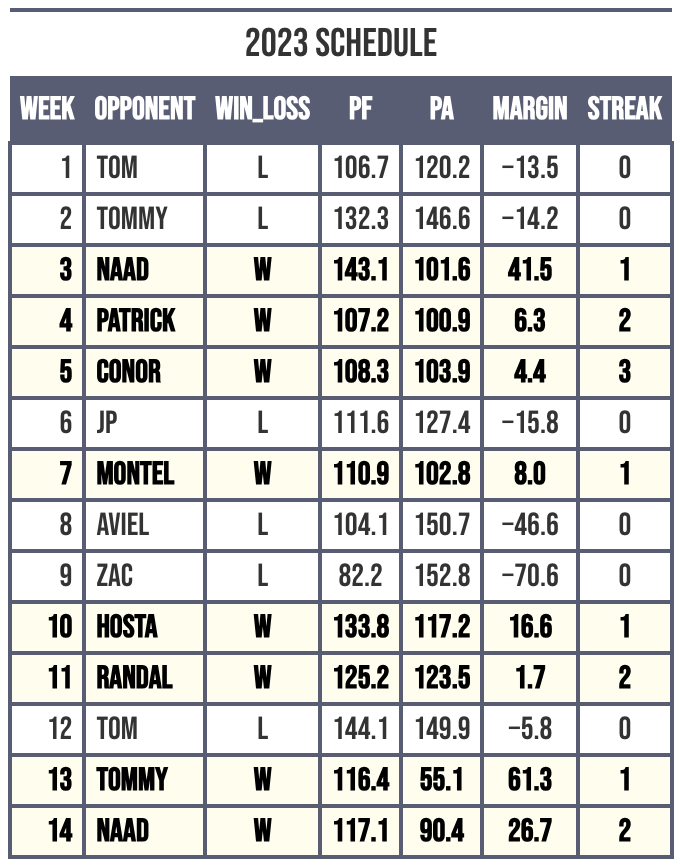 2023 SCHEDULE
WEEK OPPONENT WIN_LOSS PF PA MARGIN STREAK
1 TOM L 106.7 120.2 −13.5 0
2 TOMMY L 132.3 146.6 −14.2 0
3 NAAD W 143.1 101.6 41.5 1
4 PATRICK W 107.2 100.9 6.3 2
5 CONOR W 108.3 103.9 4.4 3
6 JP L 111.6 127.4 −15.8 0
7 MONTEL W 110.9 102.8 8.0 1
8 AVIEL L 104.1 150.7 −46.6 0
9 ZAC L 82.2 152.8 −70.6 0
10 HOSTA W 133.8 117.2 16.6 1
11 RANDAL W 125.2 123.5 1.7 2
12 TOM L 144.1 149.9 −5.8 0
13 TOMMY W 116.4 55.1 61.3 1
14 NAAD W 117.1 90.4 26.7 2